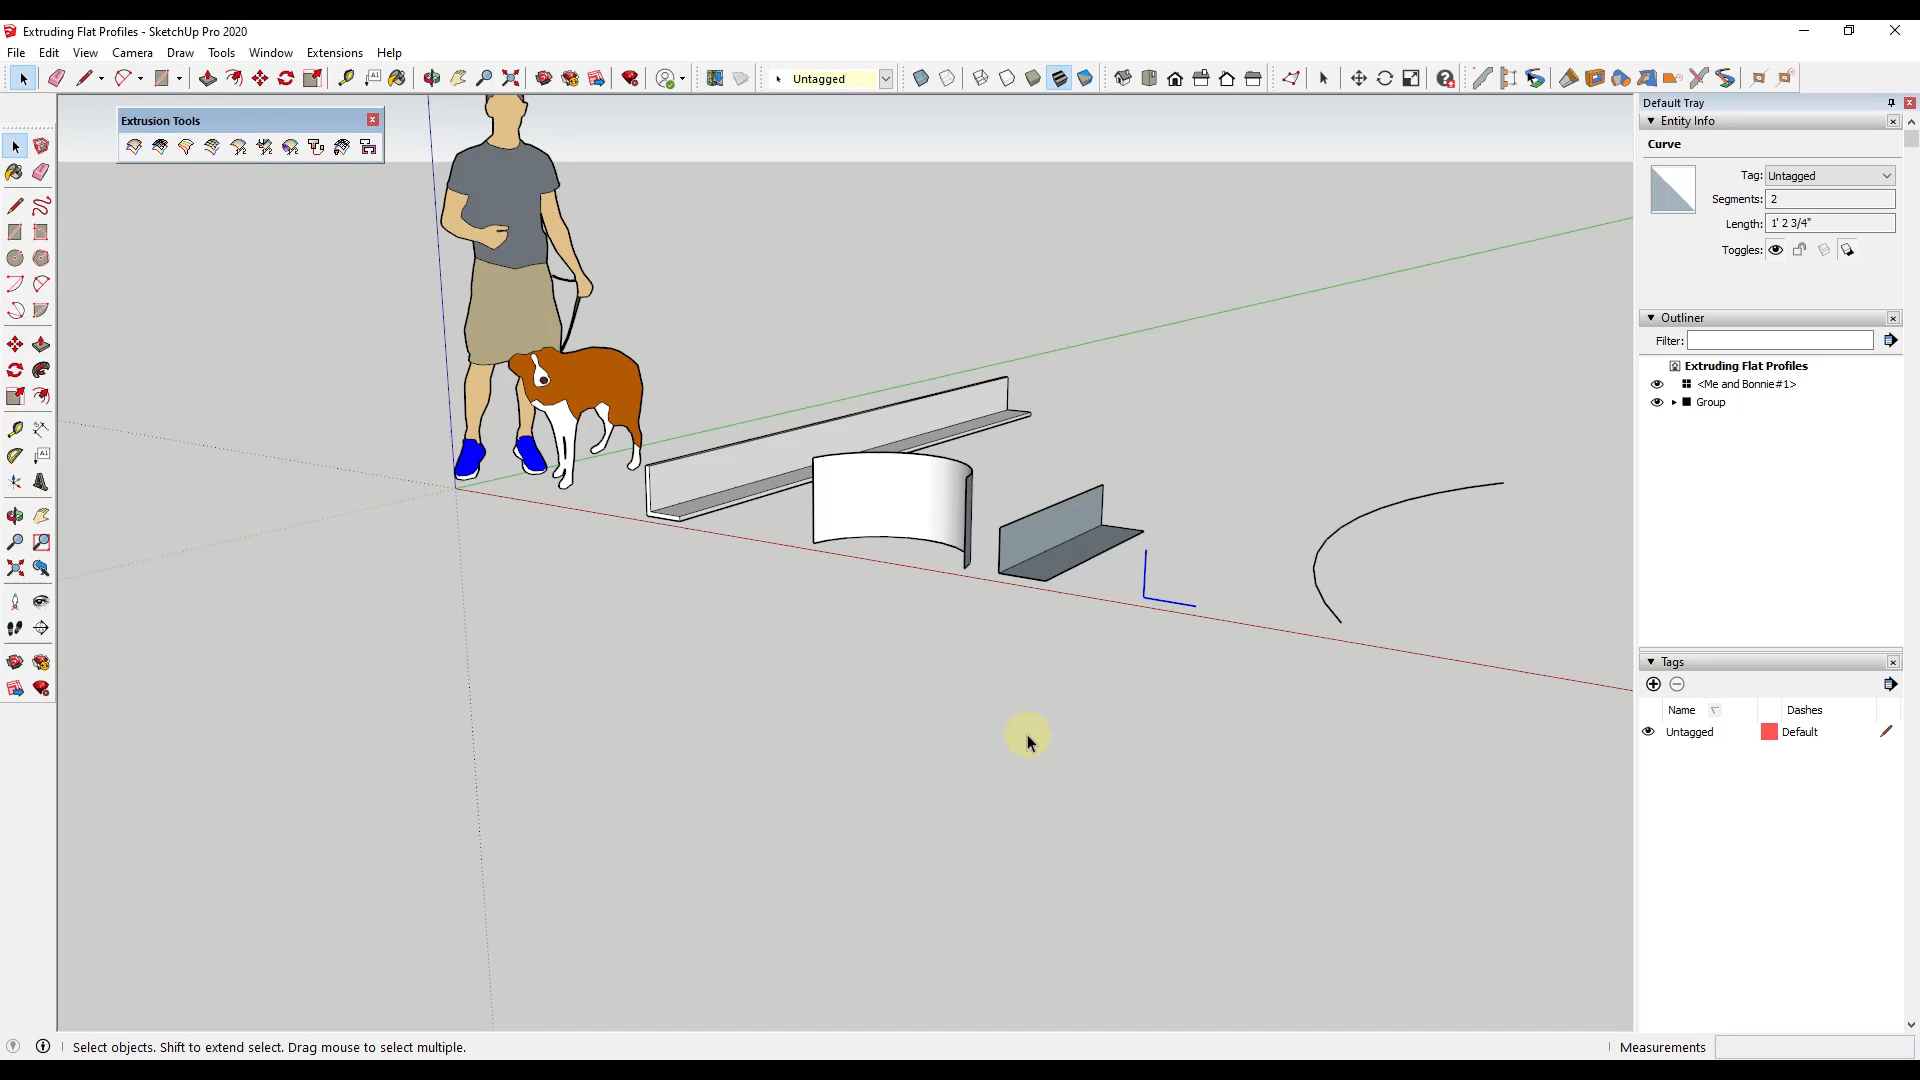 Extruding Flat Profiles - SketchUp Pro 2020
File Edit View Camera Draw Tools Window Extensions Help
Untagged
Extrusion Tools
Default Tray
Entity Info
Curve
Tag: Untagged
Segments: 2
Length: 1' 2 3/4"
Toggles:
Outliner
Filter:
Extruding Flat Profiles
<Me and Bonnie#1>
Group
Tags
Name Dashes
Untagged Default
Select objects. Shift to extend select. Drag mouse to select multiple.
Measurements